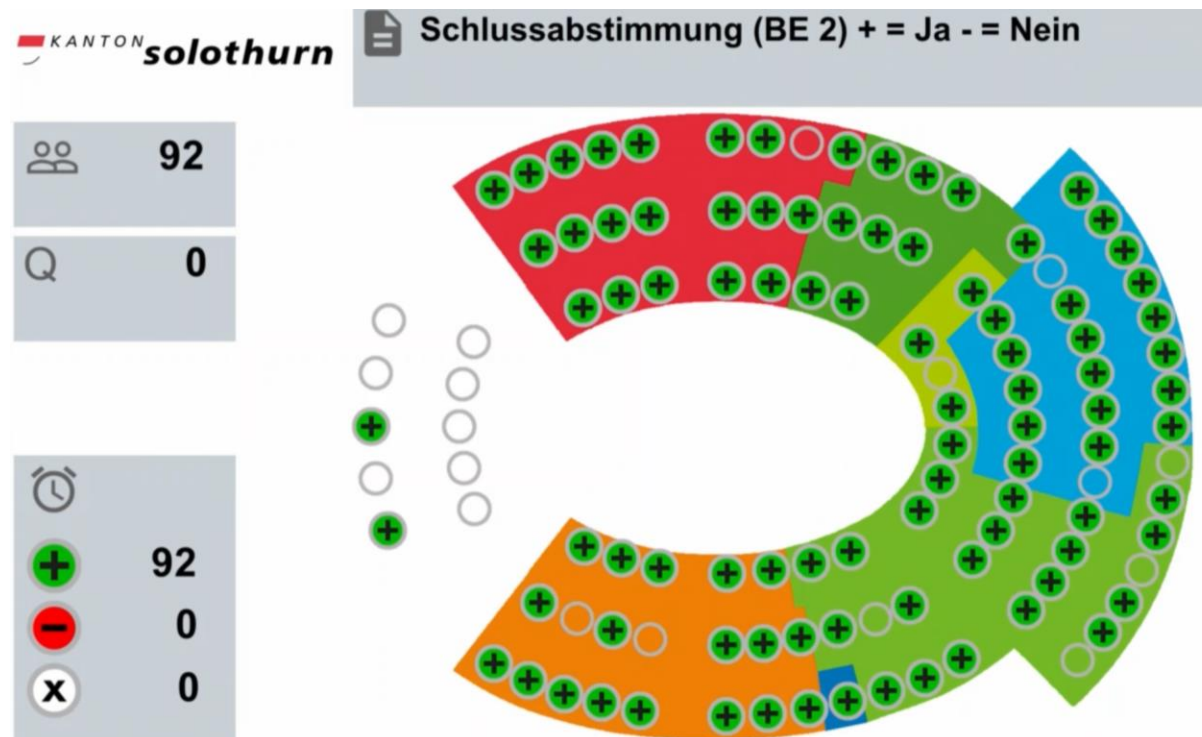 KANTON solothurn
Schlussabstimmung (BE 2) + = Ja - = Nein
92
0
92
0
0